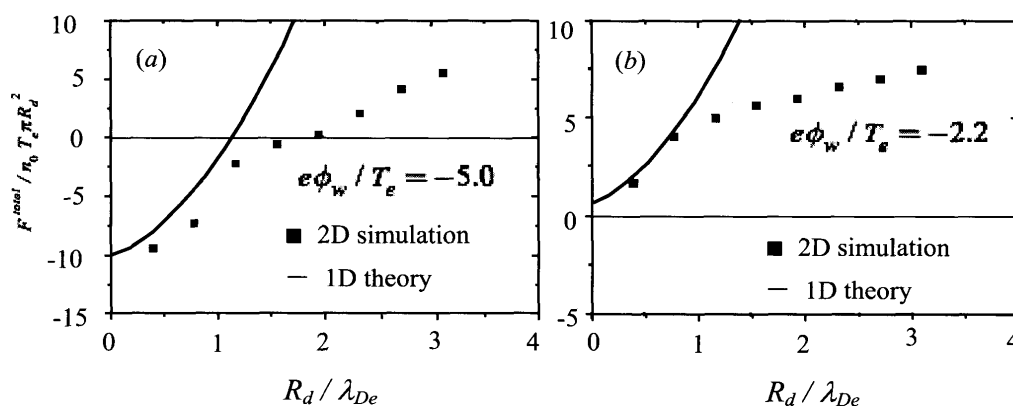 10
5
0
-5
-10
-15
(a)
eϕ_w / T_e = −5.0
■ 2D simulation
— 1D theory
0 1 2 3 4
R_d / λ_De
F^total / n_0 T_e π R_d^2
10
5
0
-5
(b)
eϕ_w / T_e = −2.2
■ 2D simulation
— 1D theory
0 1 2 3 4
R_d / λ_De